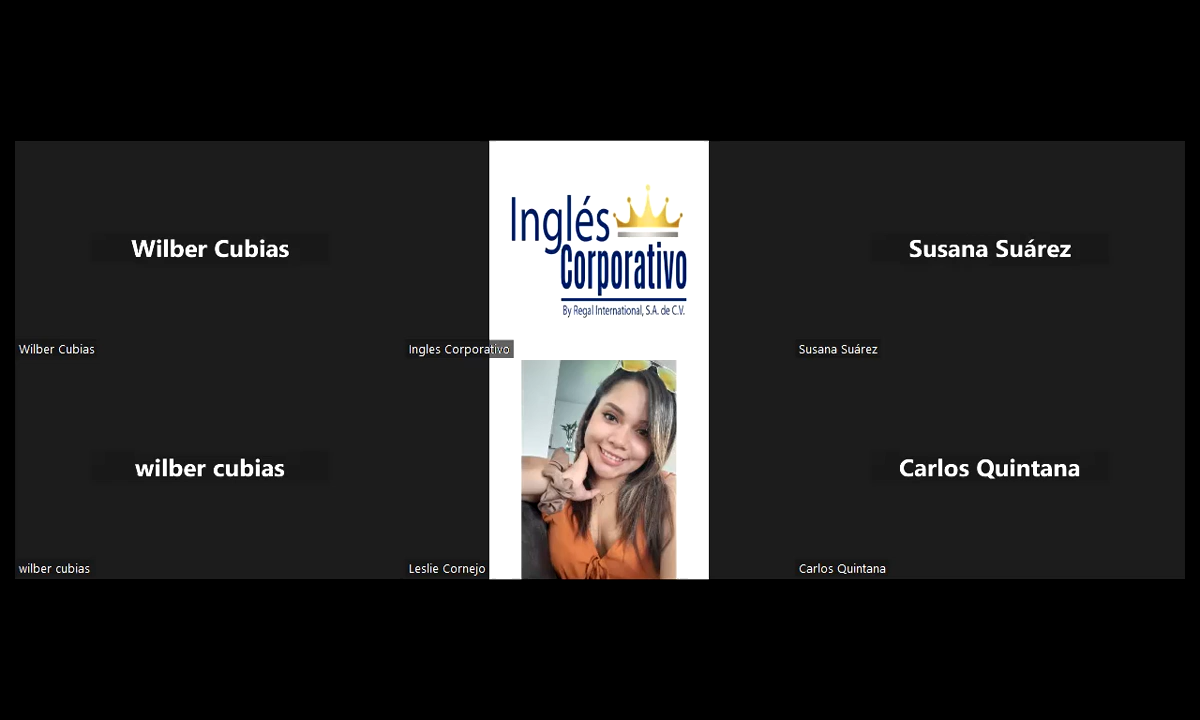 Wilber Cubias
Wilber Cubias
Inglés
Corporativo
By Regal International, S.A. de C.V.
Ingles Corporativo
Susana Suárez
Susana Suárez
wilber cubias
wilber cubias
Leslie Cornejo
Carlos Quintana
Carlos Quintana